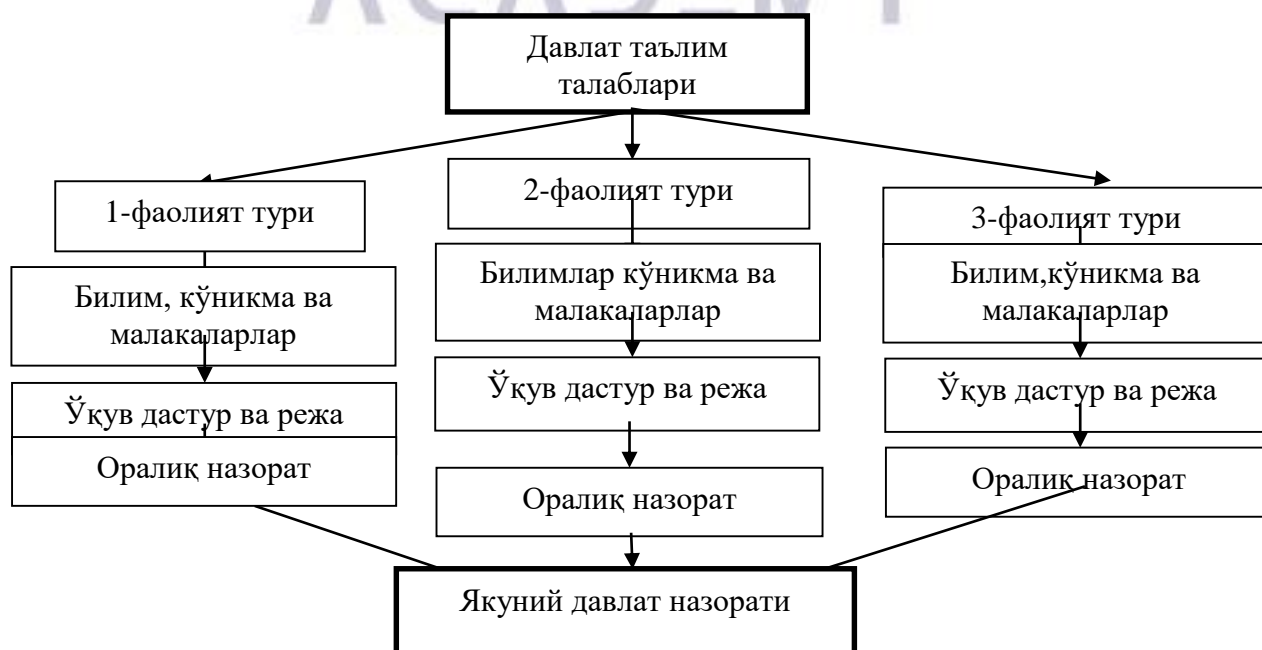 Давлат таълим
талаблари
1-фаолият тури
2-фаолият тури
3-фаолият тури
Билим, кўникма ва
малакаларлар
Билимлар кўникма ва
малакаларлар
Билим,кўникма ва
малакаларлар
Ўқув дастур ва режа
Ўқув дастур ва режа
Ўқув дастур ва режа
Оралиқ назорат
Оралиқ назорат
Оралиқ назорат
Якуний давлат назорати